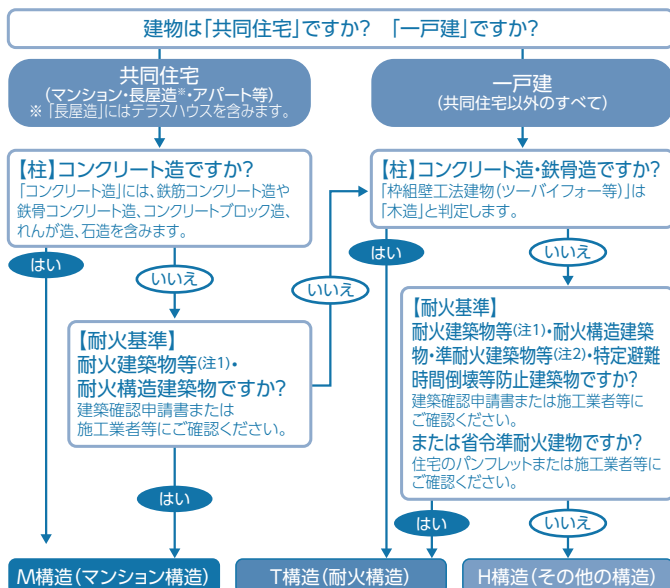 建物は「共同住宅」ですか? 「一戸建」ですか?
共同住宅
(マンション・長屋造※・アパート等)
※「長屋造」にはテラスハウスを含みます。
一戸建
(共同住宅以外のすべて)
【柱】コンクリート造ですか?
「コンクリート造」には、鉄筋コンクリート造や
鉄骨コンクリート造、コンクリートブロック造、
れんが造、石造を含みます。
【柱】コンクリート造・鉄骨造ですか?
「枠組壁工法建物(ツーバイフォー等)」は
「木造」と判定します。
はい
いいえ
いいえ
はい
いいえ
【耐火基準】
耐火建築物等(注1)・
耐火構造建築物ですか?
建築確認申請書または
施工業者等にご確認ください。
【耐火基準】
耐火建築物等(注1)・耐火構造建築
物・準耐火建築物等(注2)・特定避難
時間倒壊等防止建築物ですか?
建築確認申請書または施工業者等に
ご確認ください。
または省令準耐火建物ですか?
住宅のパンフレットまたは施工業者等に
ご確認ください。
はい
はい
いいえ
M構造(マンション構造)
T構造(耐火構造)
H構造(その他の構造)